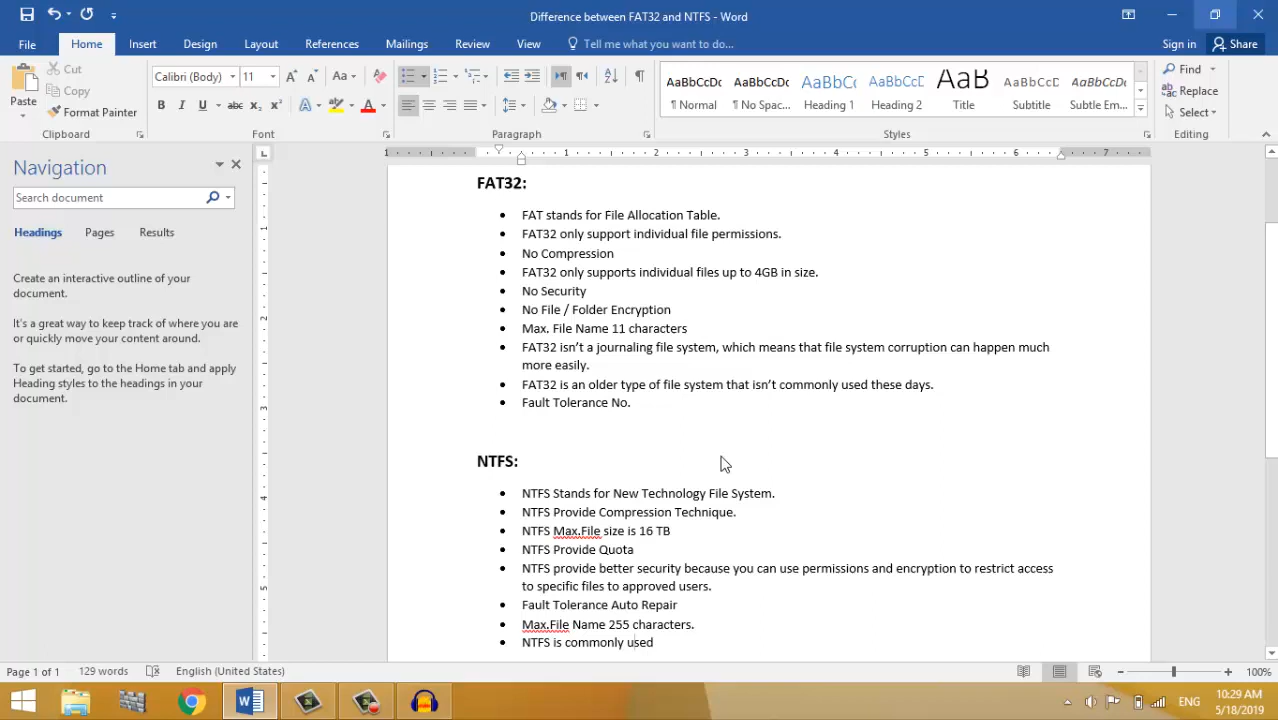 Difference between FAT32 and NTFS - Word
File Home Insert Design Layout References Mailings Review View Tell me what you want to do... Sign in Share
Paste
Cut
Copy
Format Painter
Clipboard
Calibri (Body) 11
Font
Paragraph
AaBbCcDc AaBbCcDc AaBbCc AaBbCcD AaB AaBbCcD AaBbCcD
¶ Normal ¶ No Spac... Heading 1 Heading 2 Title Subtitle Subtle Em...
Styles
Find
Replace
Select
Editing
Navigation
Search document
Headings Pages Results
Create an interactive outline of your
document.
It's a great way to keep track of where you are
or quickly move your content around.
To get started, go to the Home tab and apply
Heading styles to the headings in your
document.
1 1 2 3 4 5 6 7
1
2
3
4
5
FAT32:
• FAT stands for File Allocation Table.
• FAT32 only support individual file permissions.
• No Compression
• FAT32 only supports individual files up to 4GB in size.
• No Security
• No File / Folder Encryption
• Max. File Name 11 characters
• FAT32 isn't a journaling file system, which means that file system corruption can happen much
more easily.
• FAT32 is an older type of file system that isn't commonly used these days.
• Fault Tolerance No.
NTFS:
• NTFS Stands for New Technology File System.
• NTFS Provide Compression Technique.
• NTFS Max.File size is 16 TB
• NTFS Provide Quota
• NTFS provide better security because you can use permissions and encryption to restrict access
to specific files to approved users.
• Fault Tolerance Auto Repair
• Max.File Name 255 characters.
• NTFS is commonly used
Page 1 of 1 129 words English (United States) 100%
ENG
10:29 AM
5/18/2019